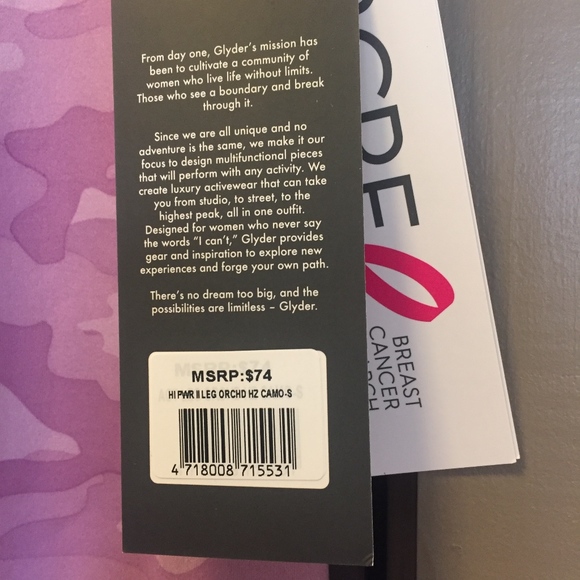 From day one, Glyder's mission has
been to cultivate a community of
women who live life without limits.
Those who see a boundary and break
through it.
Since we are all unique and no
adventure is the same, we make it our
focus to design multifunctional pieces
that will perform with any activity. We
create luxury activewear that can take
you from studio, to street, to the
highest peak, all in one outfit.
Designed for women who never say
the words "I can't," Glyder provides
gear and inspiration to explore new
experiences and forge your own path.
There's no dream too big, and the
possibilities are limitless – Glyder.
MSRP:$74
HI PWR II LEG ORCHD HZ CAMO-S
4 718008 715531
BREAST
CANCER